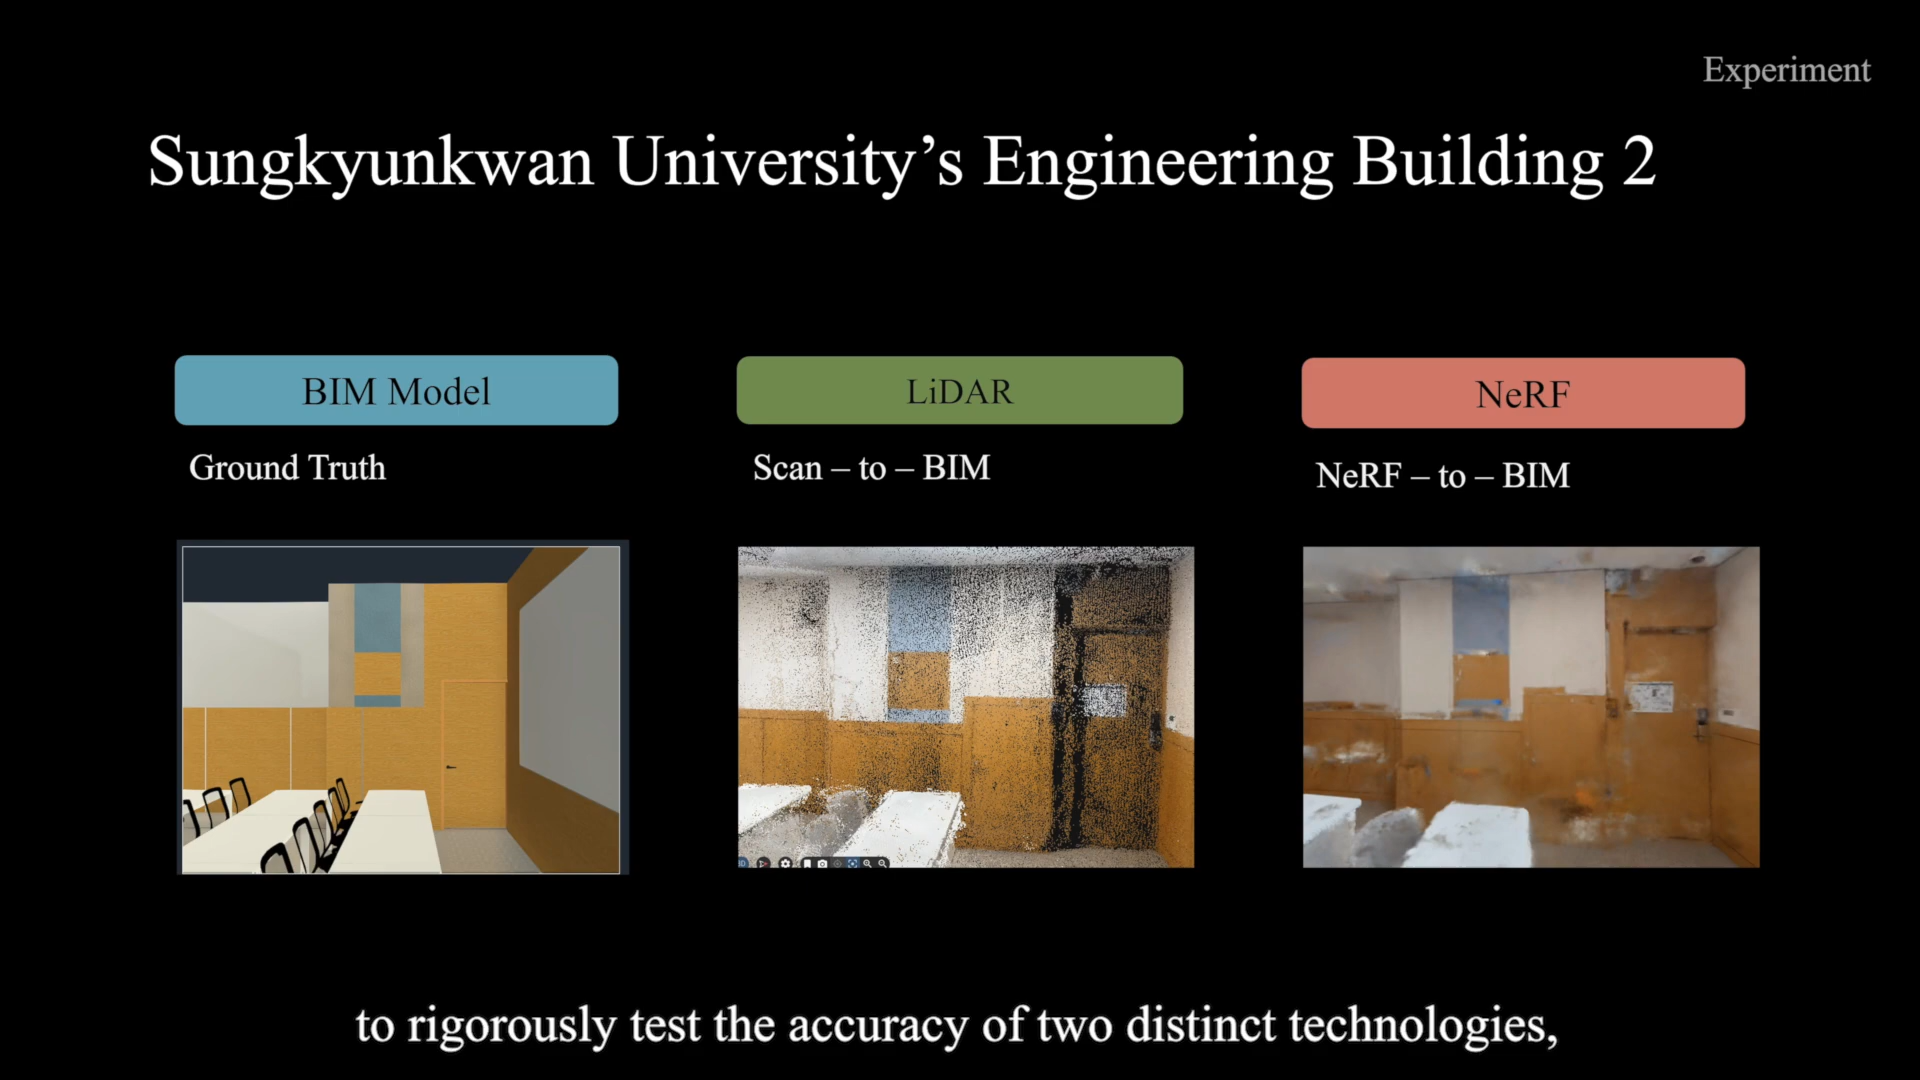 Experiment
Sungkyunkwan University’s Engineering Building 2
BIM Model
Ground Truth
LiDAR
Scan – to – BIM
NeRF
NeRF – to – BIM
to rigorously test the accuracy of two distinct technologies,